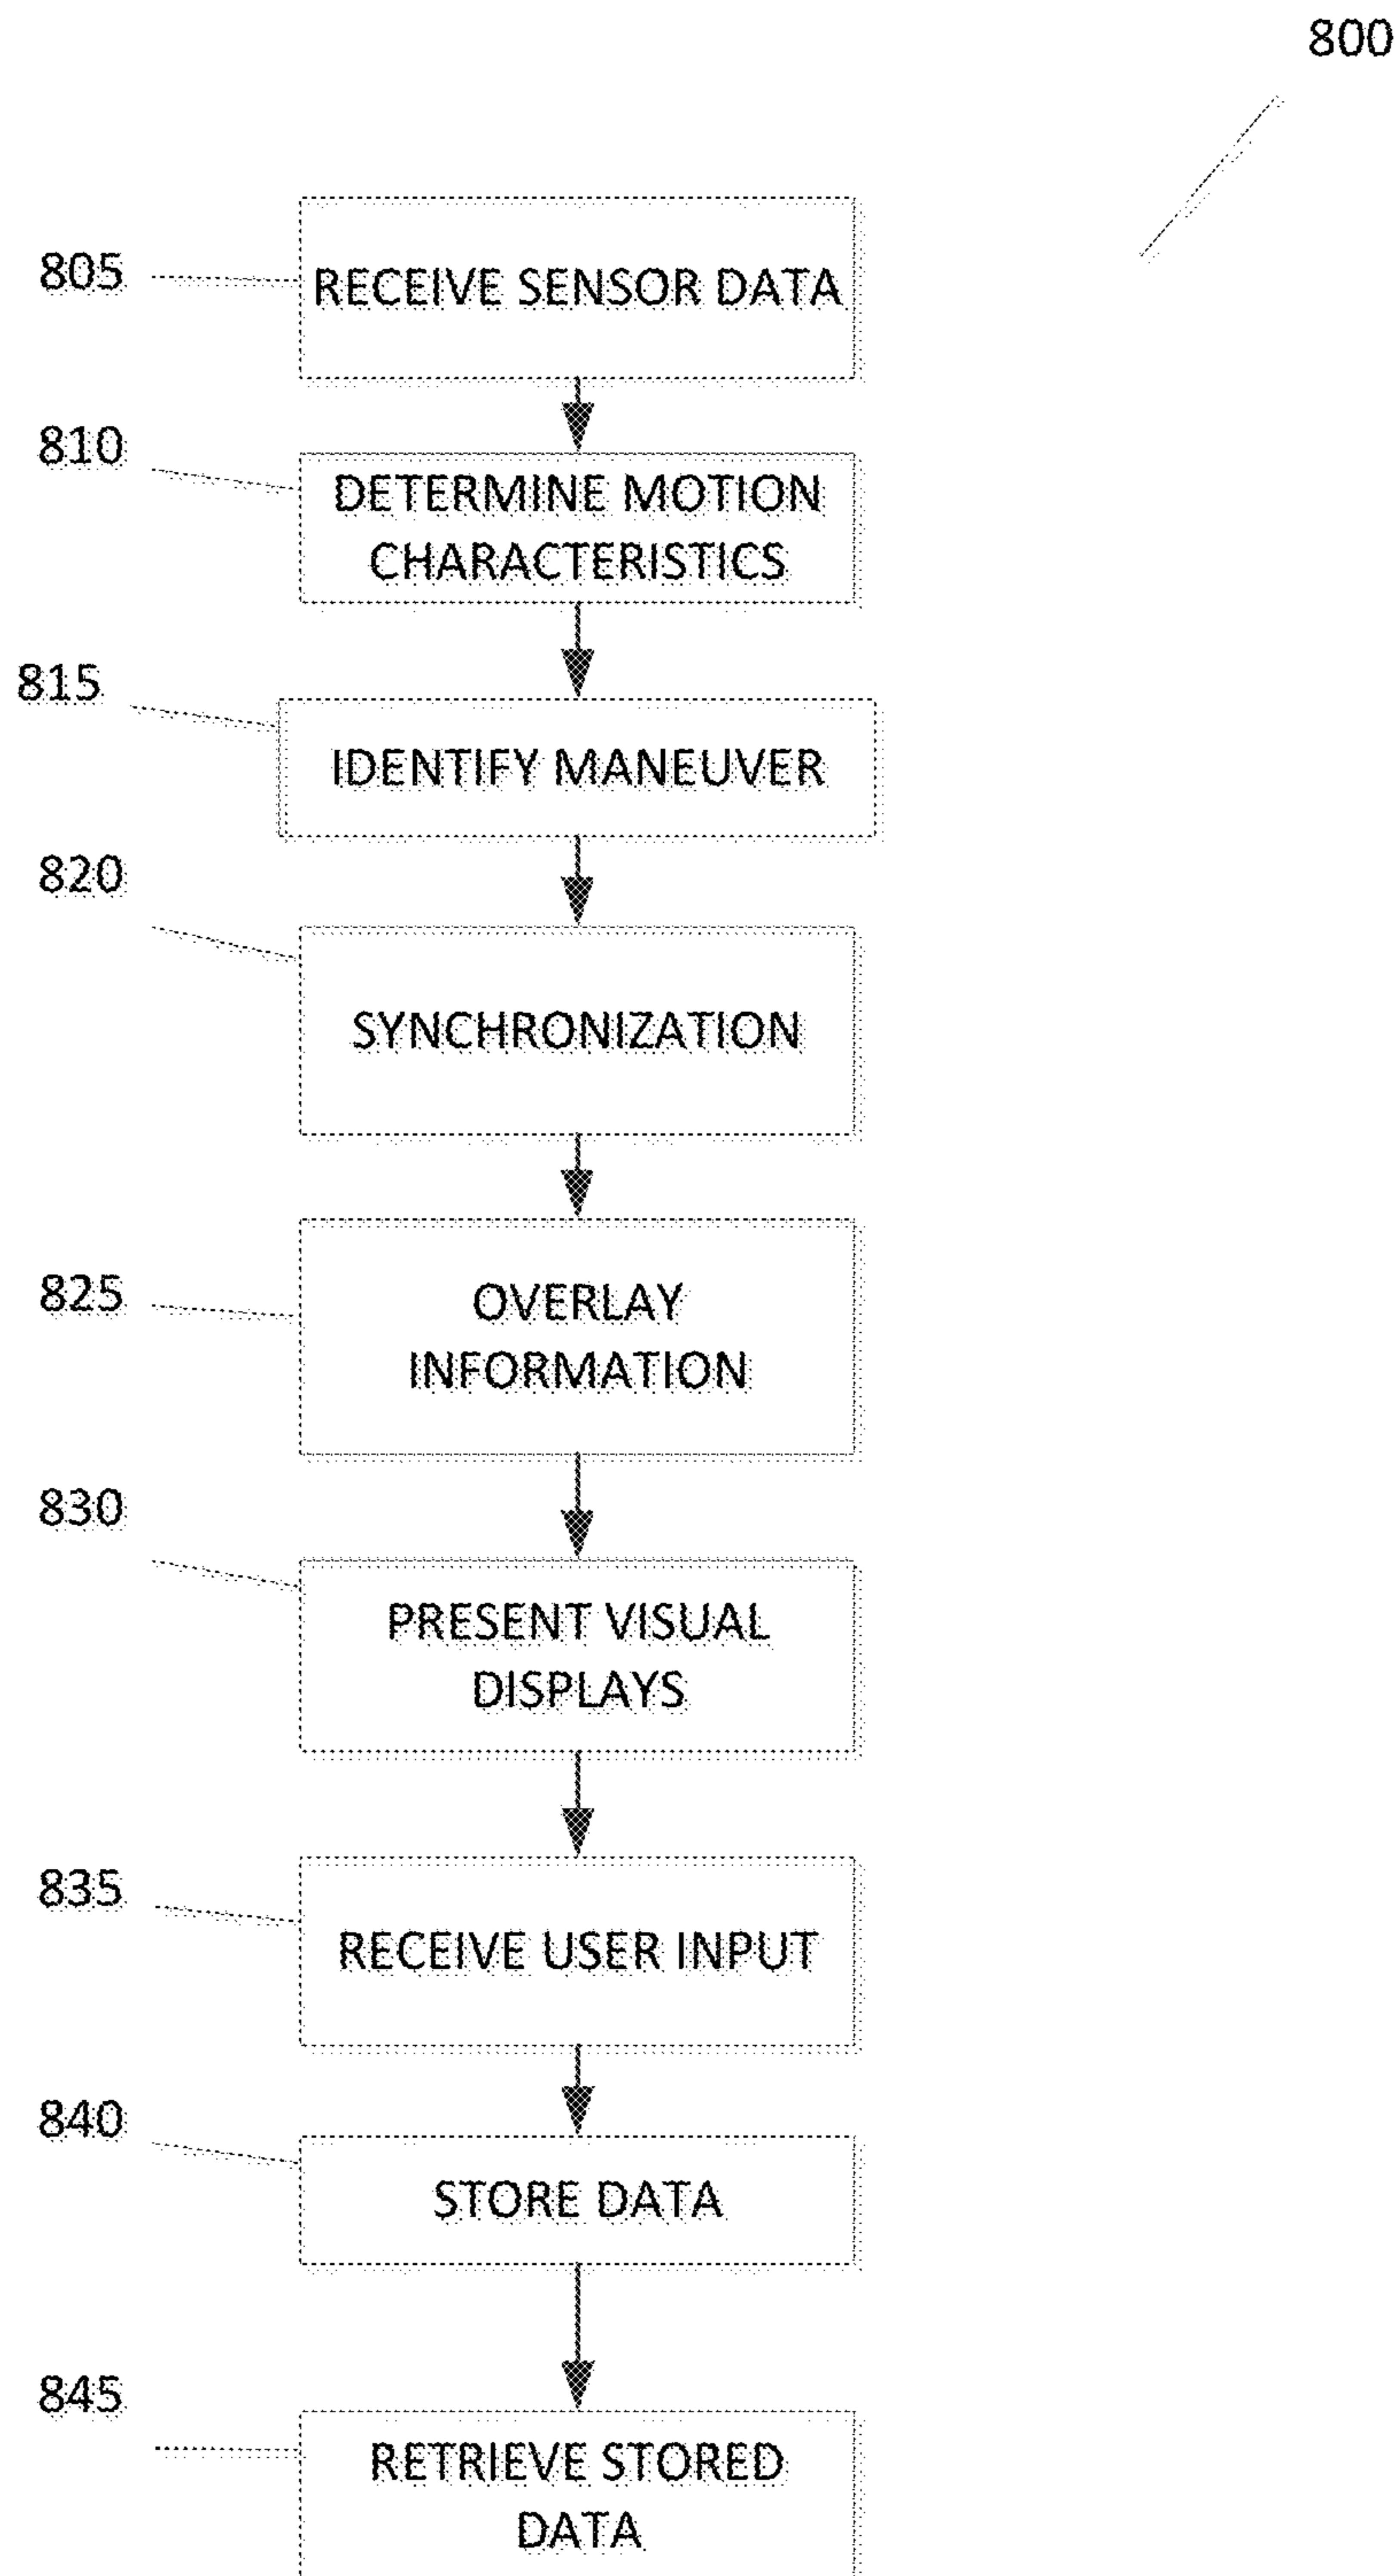 800
805
RECEIVE SENSOR DATA
810
DETERMINE MOTION
CHARACTERISTICS
815
IDENTIFY MANEUVER
820
SYNCHRONIZATION
825
OVERLAY
INFORMATION
830
PRESENT VISUAL
DISPLAYS
835
RECEIVE USER INPUT
840
STORE DATA
845
RETRIEVE STORED
DATA